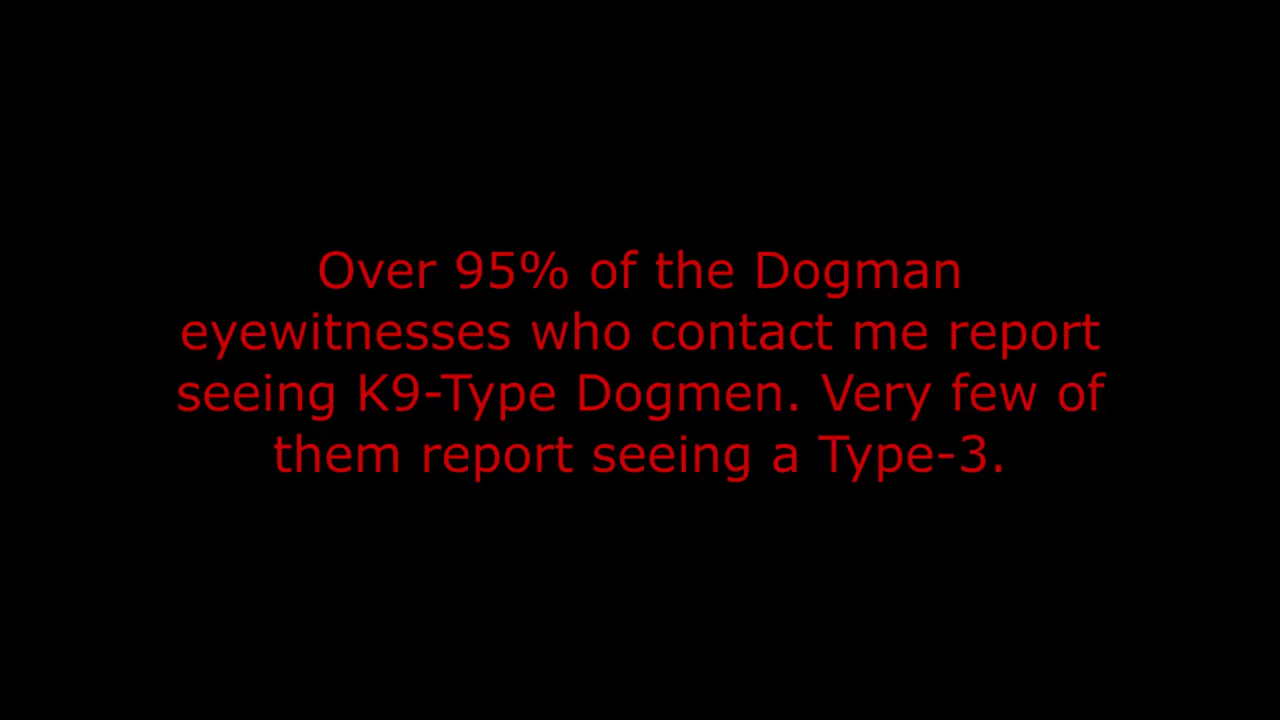 Over 95% of the Dogman
eyewitnesses who contact me report
seeing K9-Type Dogmen. Very few of
them report seeing a Type-3.